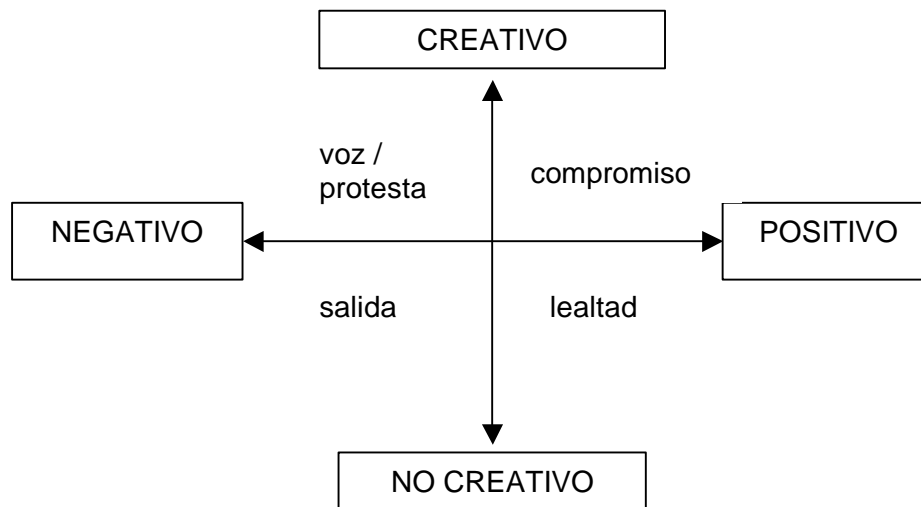 CREATIVO
voz /
protesta
compromiso
NEGATIVO
POSITIVO
salida
lealtad
NO CREATIVO